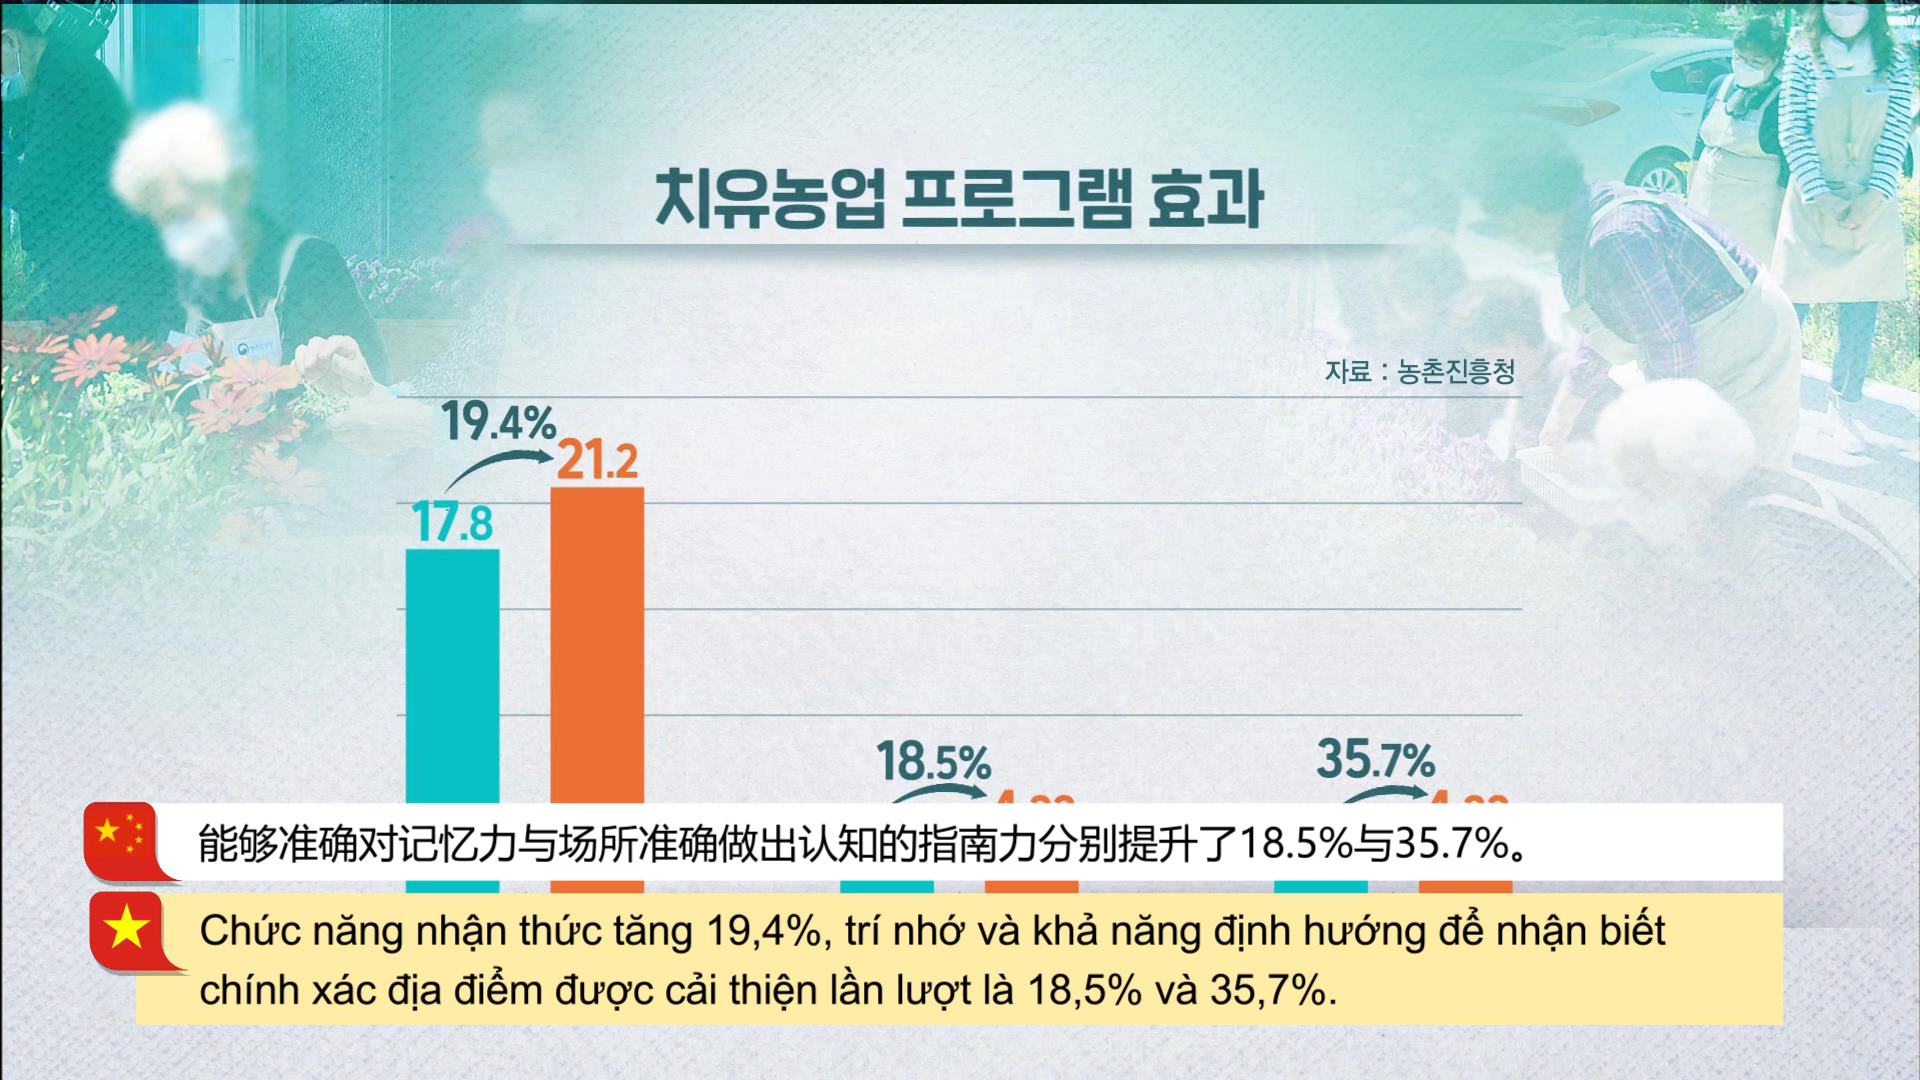 치유농업 프로그램 효과
자료 : 농촌진흥청
19.4%
21.2
17.8
18.5%
35.7%
能够准确对记忆力与场所准确做出认知的指南力分别提升了18.5%与35.7%。
Chức năng nhận thức tăng 19,4%, trí nhớ và khả năng định hướng để nhận biết
chính xác địa điểm được cải thiện lần lượt là 18,5% và 35,7%.